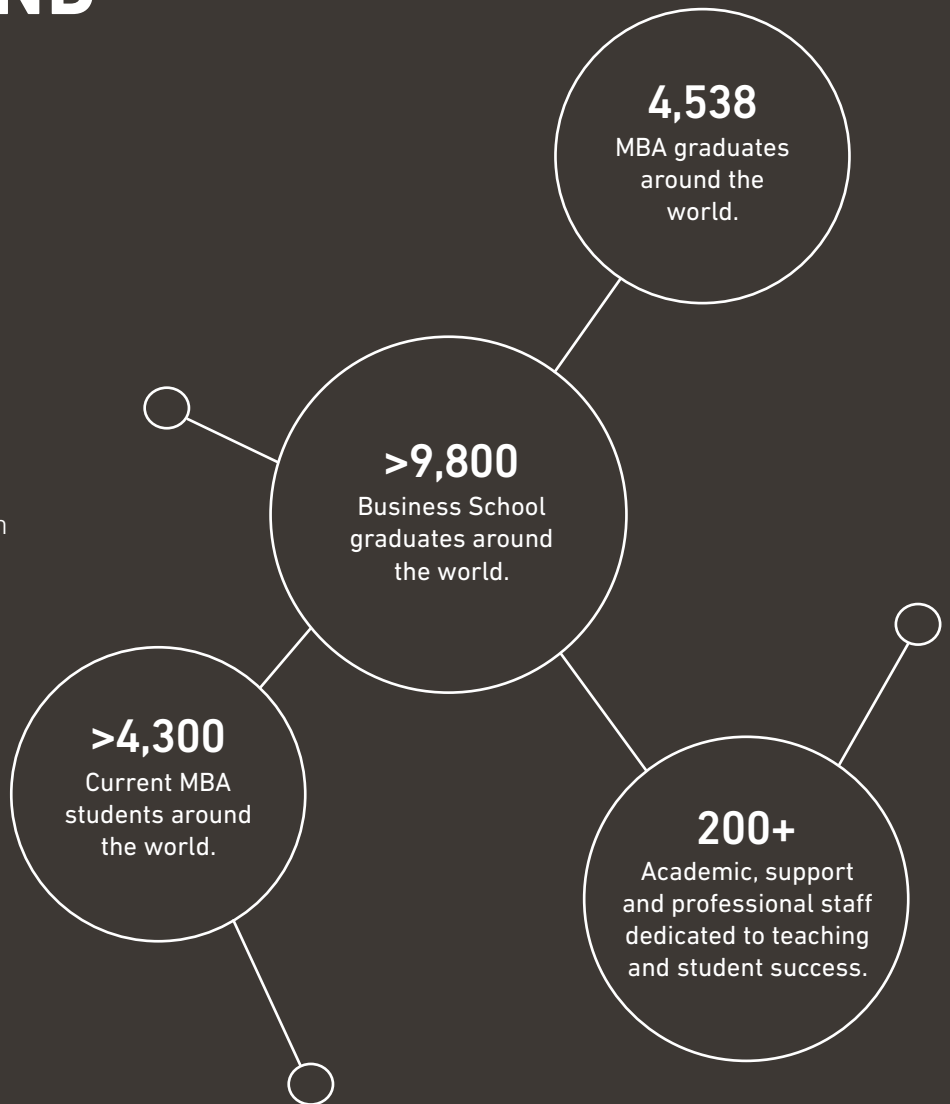 4,538
MBA graduates
around the
world.
>9,800
Business School
graduates around
the world.
>4,300
Current MBA
students around
the world.
200+
Academic, support
and professional staff
dedicated to teaching
and student success.